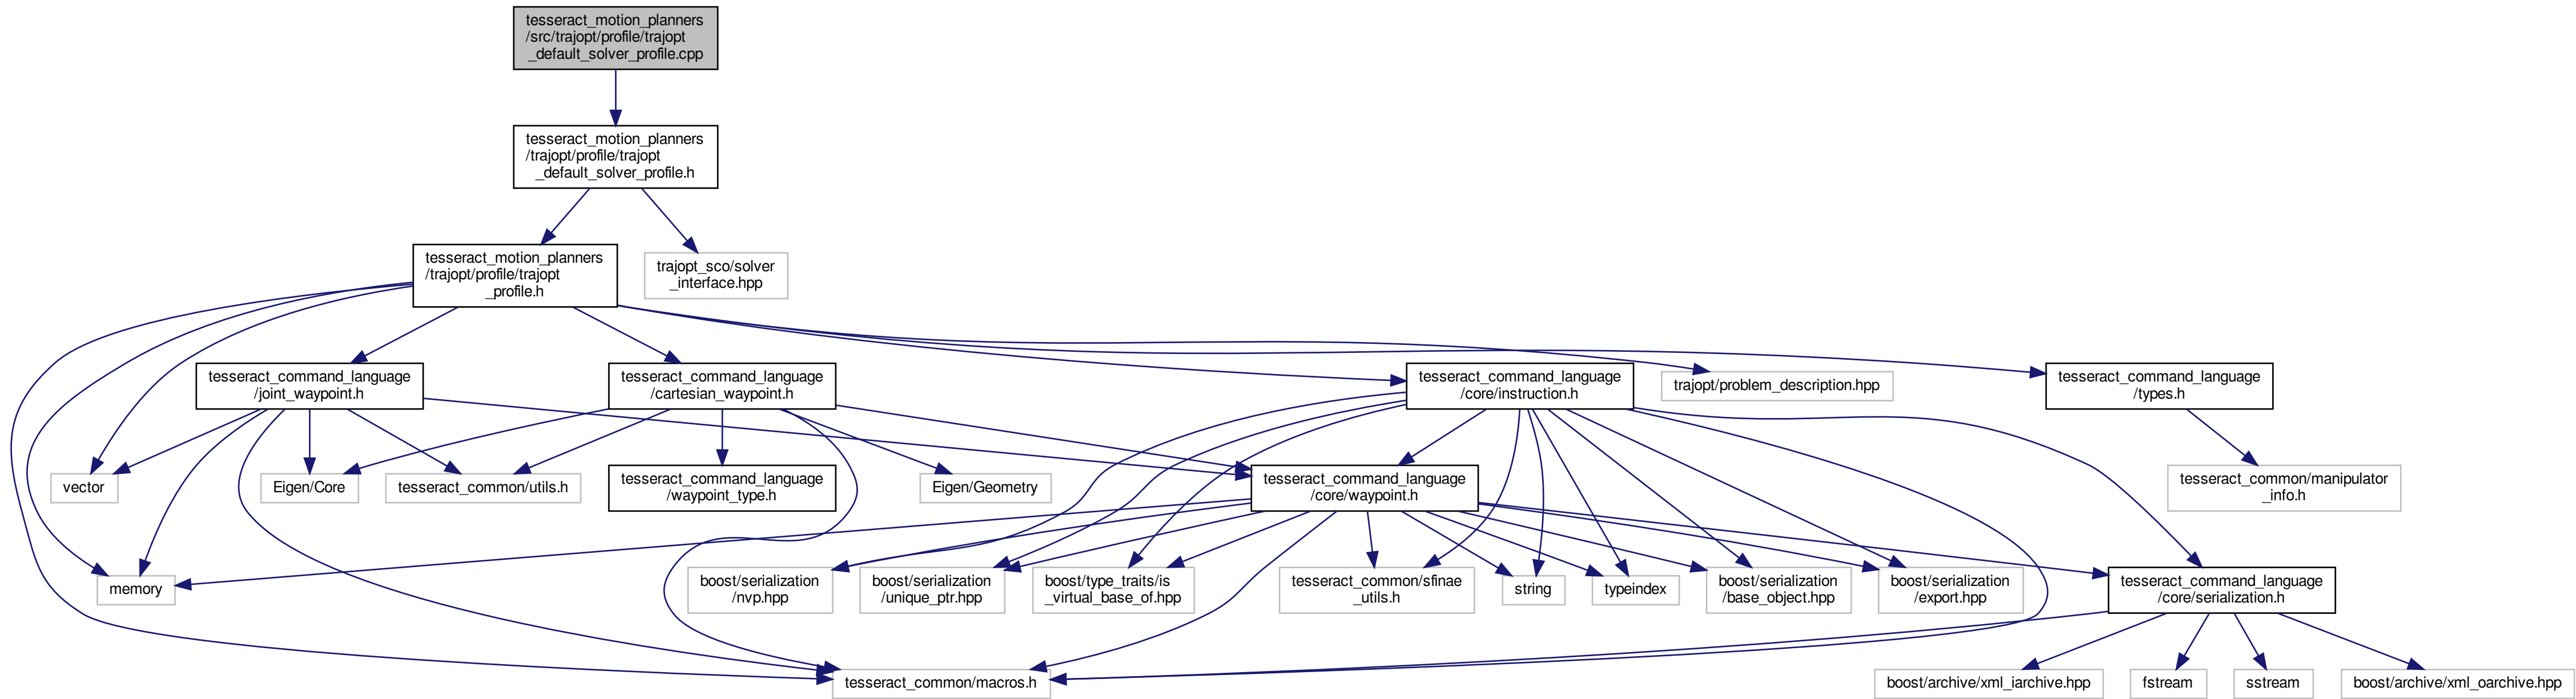 tesseract_motion_planners
/src/trajopt/profile/trajopt
_default_solver_profile.cpp
tesseract_motion_planners
/trajopt/profile/trajopt
_default_solver_profile.h
tesseract_motion_planners
/trajopt/profile/trajopt
_profile.h
trajopt_sco/solver
_interface.hpp
tesseract_command_language
/joint_waypoint.h
tesseract_command_language
/cartesian_waypoint.h
tesseract_command_language
/core/instruction.h
trajopt/problem_description.hpp
tesseract_command_language
/types.h
vector
Eigen/Core
tesseract_common/utils.h
tesseract_command_language
/waypoint_type.h
Eigen/Geometry
tesseract_command_language
/core/waypoint.h
tesseract_common/manipulator
_info.h
memory
boost/serialization
/nvp.hpp
boost/serialization
/unique_ptr.hpp
boost/type_traits/is
_virtual_base_of.hpp
tesseract_common/sfinae
_utils.h
string
typeindex
boost/serialization
/base_object.hpp
boost/serialization
/export.hpp
tesseract_command_language
/core/serialization.h
tesseract_common/macros.h
boost/archive/xml_iarchive.hpp
fstream
sstream
boost/archive/xml_oarchive.hpp